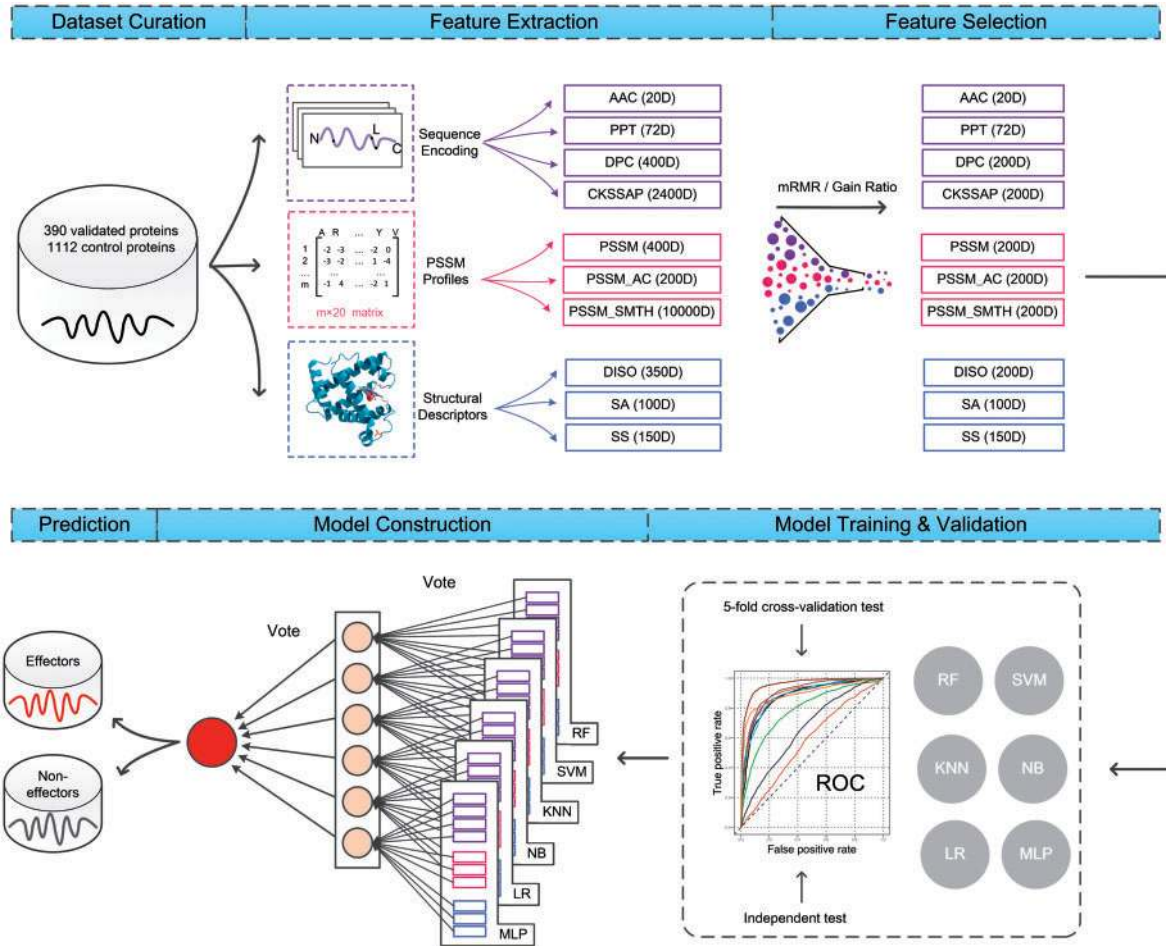 Dataset Curation
Feature Extraction
Feature Selection
390 validated proteins
1112 control proteins
N
L
C
Sequence
Encoding
AAC (20D)
PPT (72D)
DPC (400D)
CKSSAP (2400D)
A R ... Y V
1 -2 -3 ... -2 0
2 -3 -2 ... 1 -4
... ... ...
m -1 4 ... -2 1
m×20 matrix
PSSM
Profiles
PSSM (400D)
PSSM_AC (200D)
PSSM_SMTH (10000D)
Structural
Descriptors
DISO (350D)
SA (100D)
SS (150D)
mRMR / Gain Ratio
AAC (20D)
PPT (72D)
DPC (200D)
CKSSAP (200D)
PSSM (200D)
PSSM_AC (200D)
PSSM_SMTH (200D)
DISO (200D)
SA (100D)
SS (150D)
Prediction
Model Construction
Model Training & Validation
Effectors
Non-
effectors
Vote
Vote
RF
SVM
KNN
NB
LR
MLP
5-fold cross-validation test
True positive rate
ROC
False positive rate
Independent test
RF
SVM
KNN
NB
LR
MLP